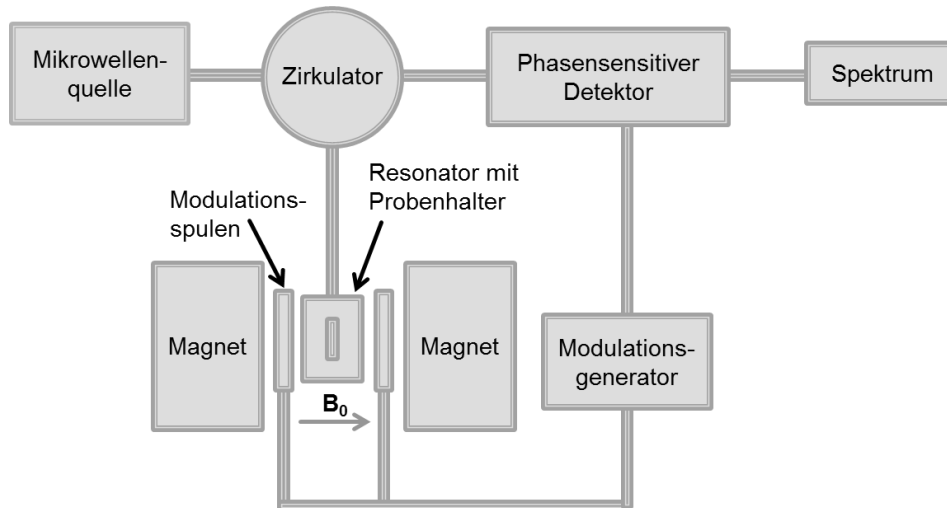 Mikrowellen-
quelle
Zirkulator
Phasensensitiver
Detektor
Spektrum
Modulations-
spulen
Resonator mit
Probenhalter
Magnet
Magnet
Modulations-
generator
B₀